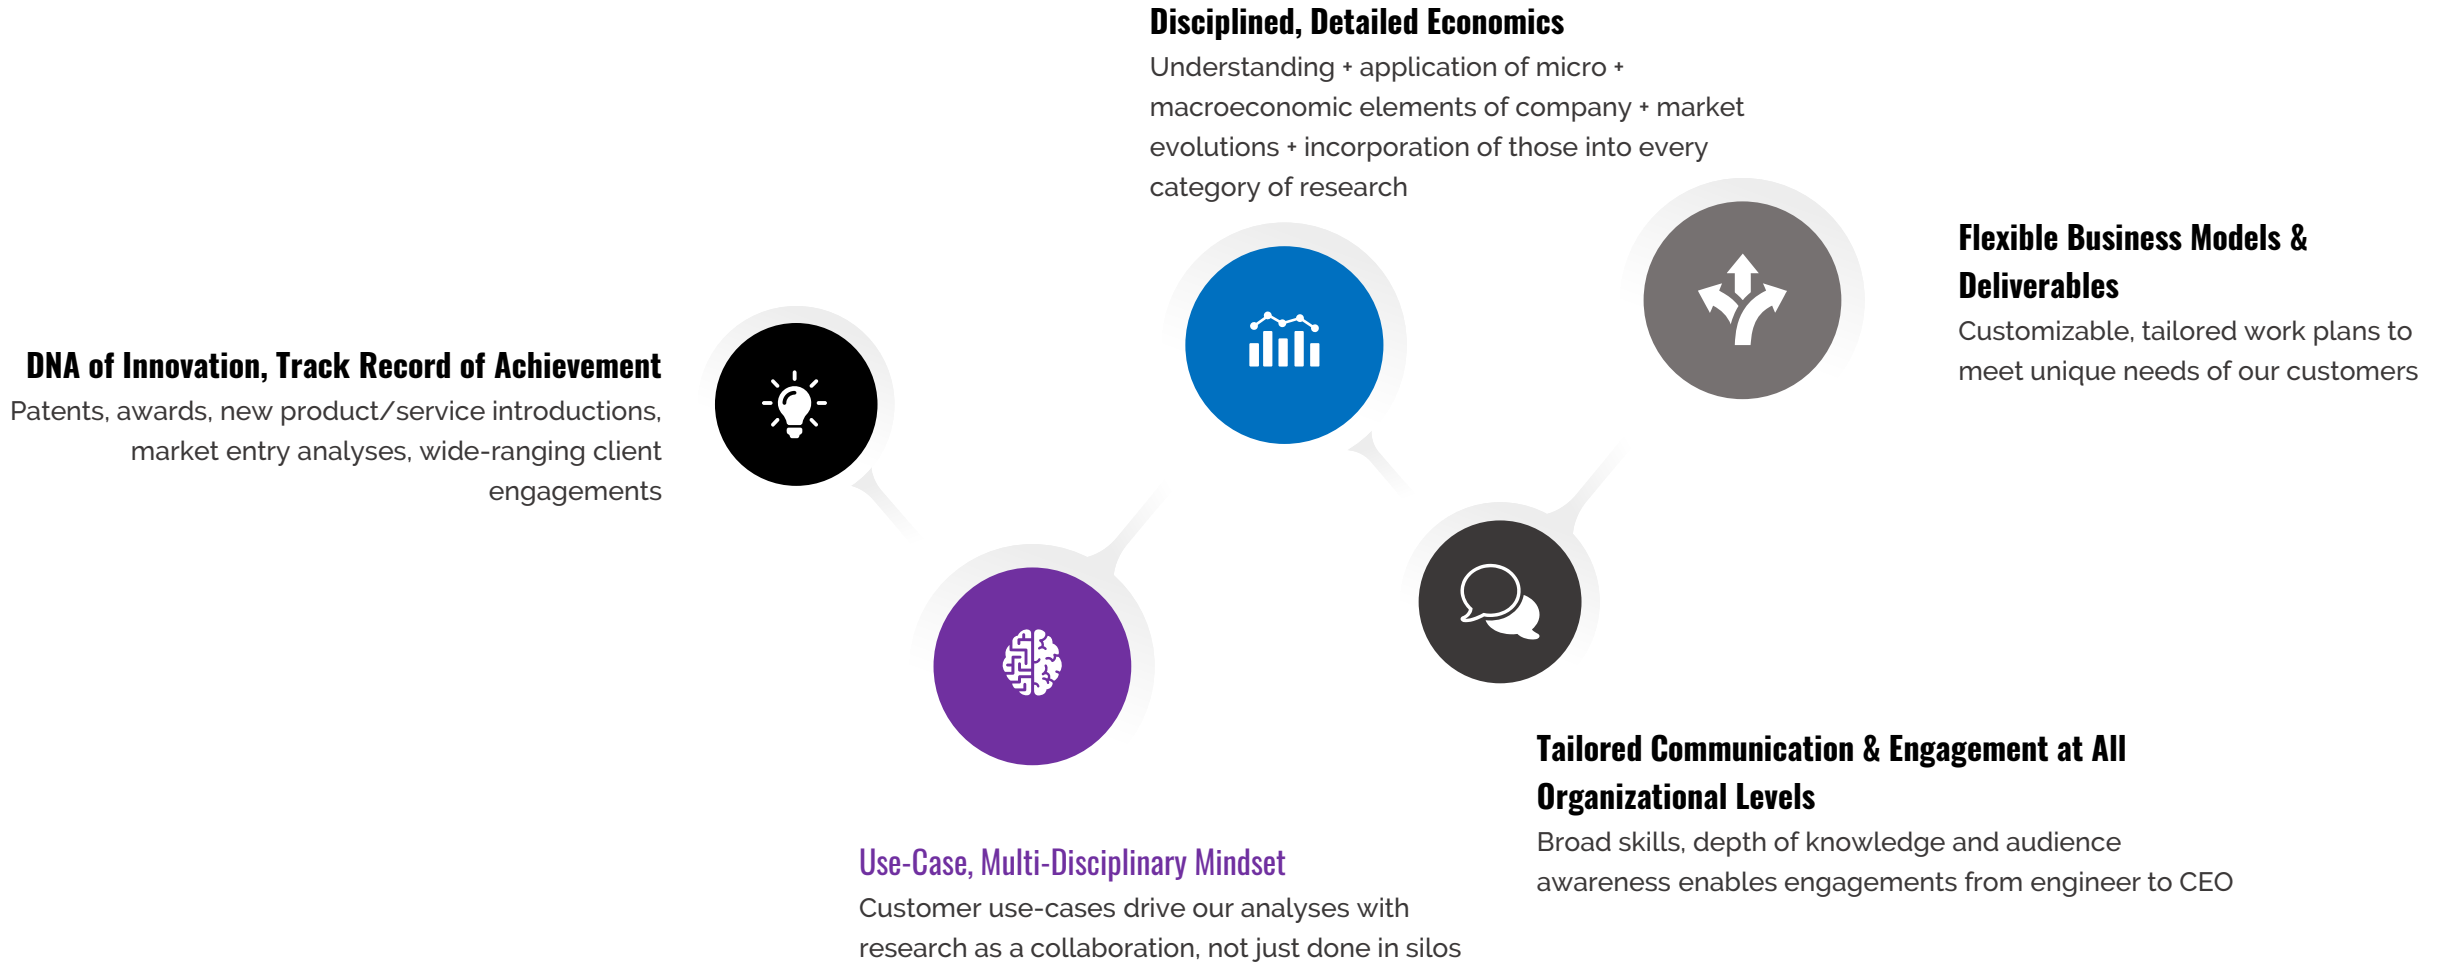 DNA of Innovation, Track Record of Achievement
Patents, awards, new product/service introductions,
market entry analyses, wide-ranging client
engagements
Use-Case, Multi-Disciplinary Mindset
Customer use-cases drive our analyses with
research as a collaboration, not just done in silos
Disciplined, Detailed Economics
Understanding + application of micro +
macroeconomic elements of company + market
evolutions + incorporation of those into every
category of research
Tailored Communication & Engagement at All
Organizational Levels
Broad skills, depth of knowledge and audience
awareness enables engagements from engineer to CEO
Flexible Business Models &
Deliverables
Customizable, tailored work plans to
meet unique needs of our customers